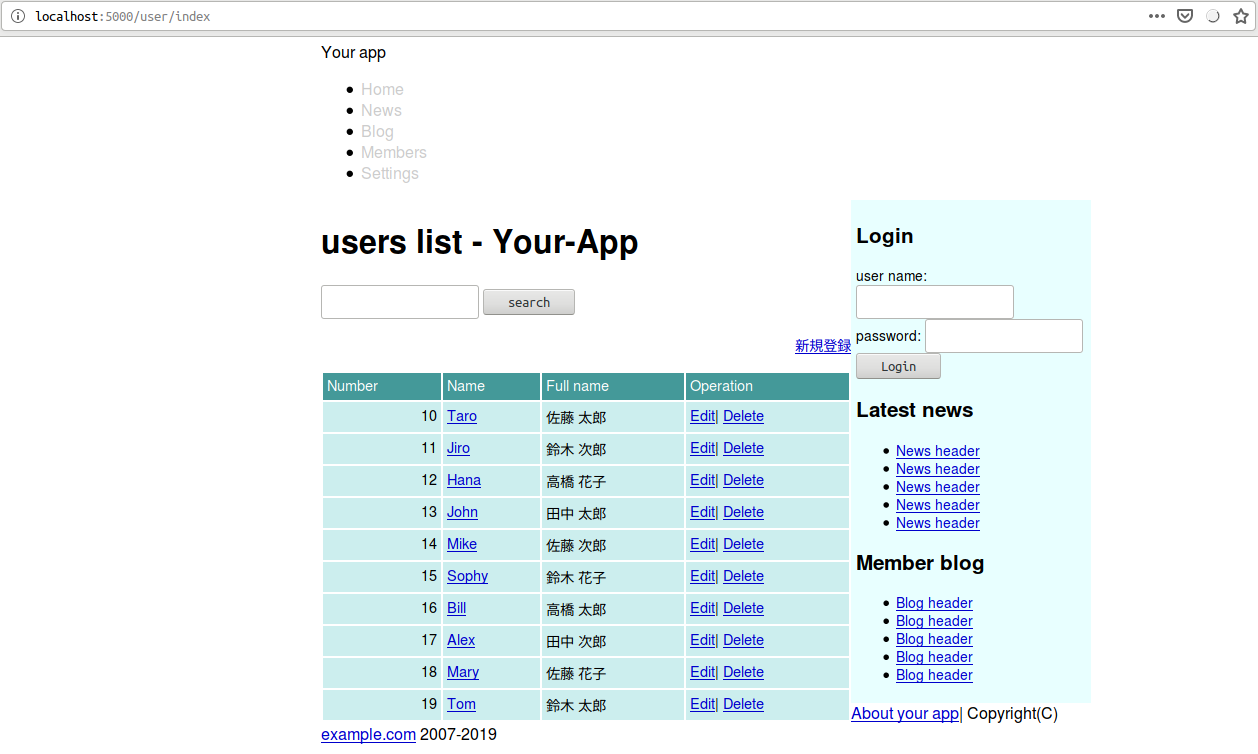 localhost:5000/user/index
Your app
Home
News
Blog
Members
Settings
users list - Your-App
search
新規登録
Number Name Full name Operation
10 Taro 佐藤 太郎 Edit| Delete
11 Jiro 鈴木 次郎 Edit| Delete
12 Hana 高橋 花子 Edit| Delete
13 John 田中 太郎 Edit| Delete
14 Mike 佐藤 次郎 Edit| Delete
15 Sophy 鈴木 花子 Edit| Delete
16 Bill 高橋 太郎 Edit| Delete
17 Alex 田中 次郎 Edit| Delete
18 Mary 佐藤 花子 Edit| Delete
19 Tom 鈴木 太郎 Edit| Delete
Login
user name:
password:
Login
Latest news
News header
News header
News header
News header
News header
Member blog
Blog header
Blog header
Blog header
Blog header
Blog header
About your app| Copyright(C)
example.com 2007-2019